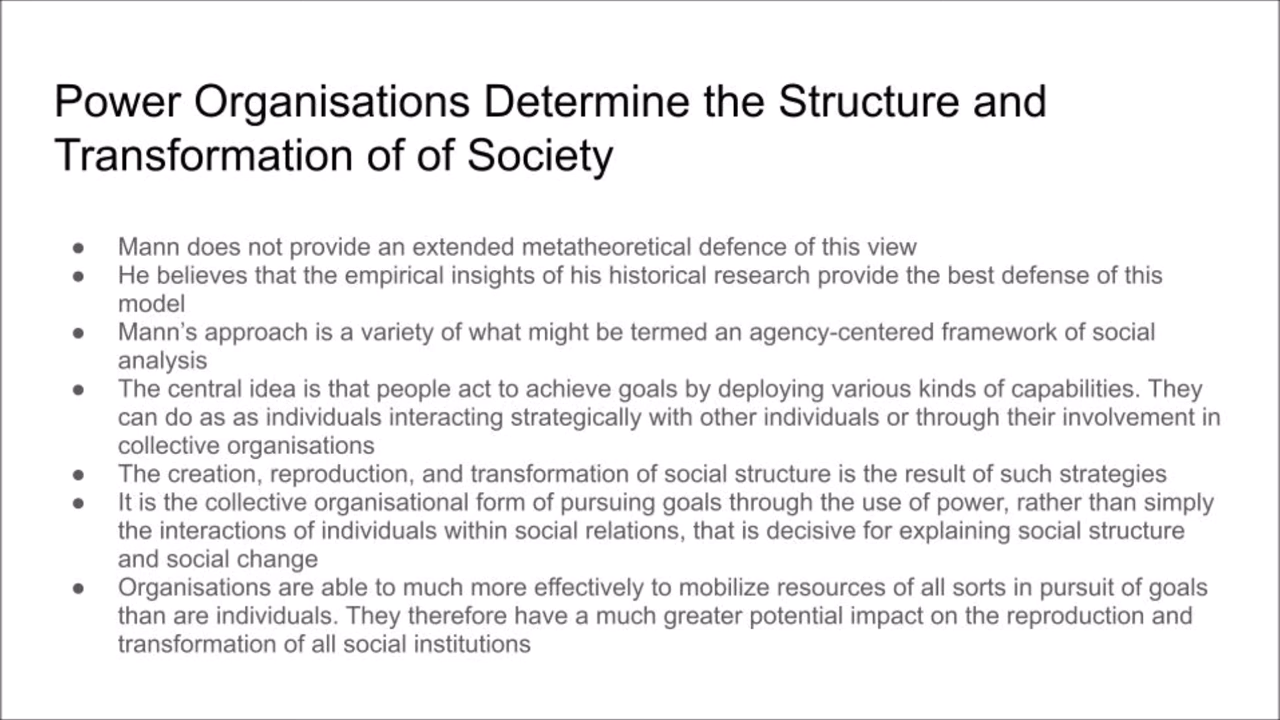 Power Organisations Determine the Structure and
Transformation of of Society
● Mann does not provide an extended metatheoretical defence of this view
● He believes that the empirical insights of his historical research provide the best defense of this
model
● Mann’s approach is a variety of what might be termed an agency-centered framework of social
analysis
● The central idea is that people act to achieve goals by deploying various kinds of capabilities. They
can do as as individuals interacting strategically with other individuals or through their involvement in
collective organisations
● The creation, reproduction, and transformation of social structure is the result of such strategies
● It is the collective organisational form of pursuing goals through the use of power, rather than simply
the interactions of individuals within social relations, that is decisive for explaining social structure
and social change
● Organisations are able to much more effectively to mobilize resources of all sorts in pursuit of goals
than are individuals. They therefore have a much greater potential impact on the reproduction and
transformation of all social institutions